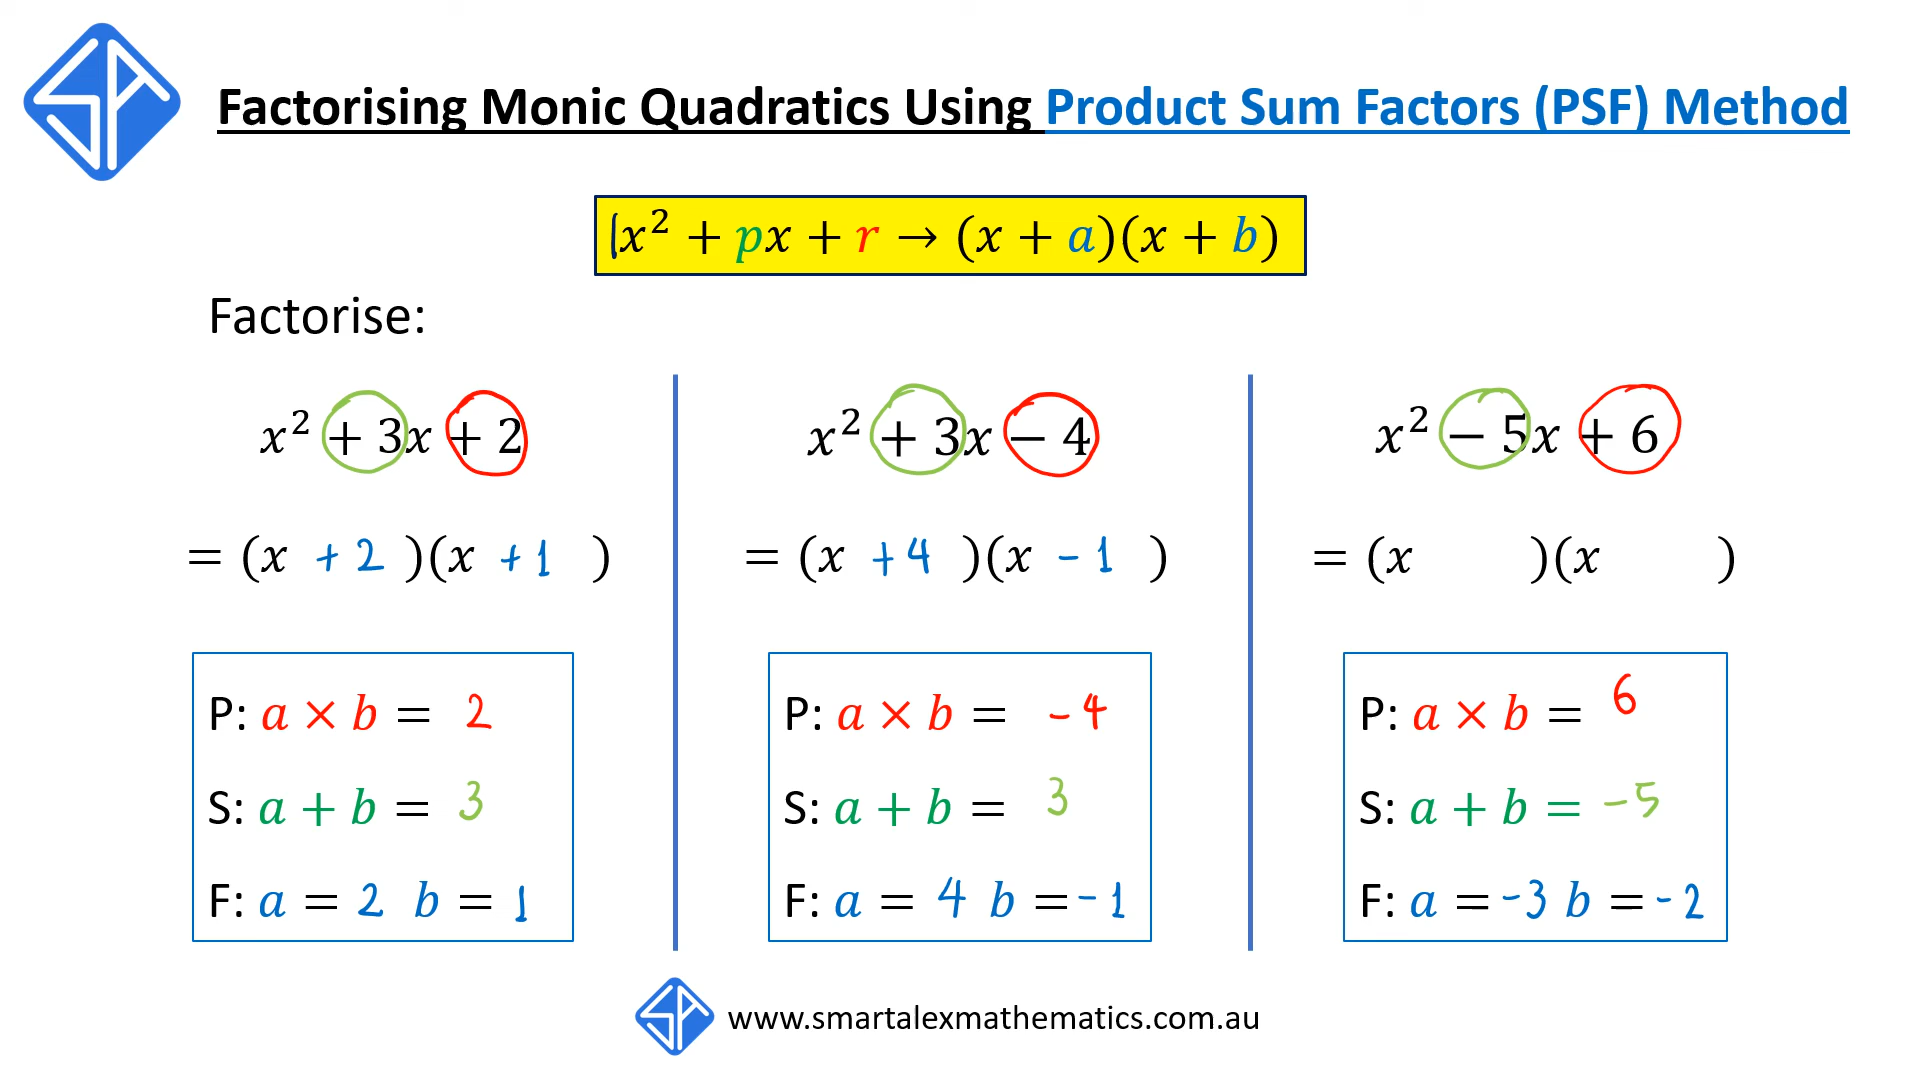 Factorising Monic Quadratics Using Product Sum Factors (PSF) Method
1x² + px + r → (x + a)(x + b)
Factorise:
x² + 3x + 2
= (x + 2)(x + 1)
P: a × b = 2
S: a + b = 3
F: a = 2 b = 1
x² + 3x − 4
= (x + 4)(x - 1)
P: a × b = -4
S: a + b = 3
F: a = 4 b = -1
x² − 5x + 6
= (x )(x )
P: a × b = 6
S: a + b = -5
F: a = -3 b = -2
www.smartalexmathematics.com.au